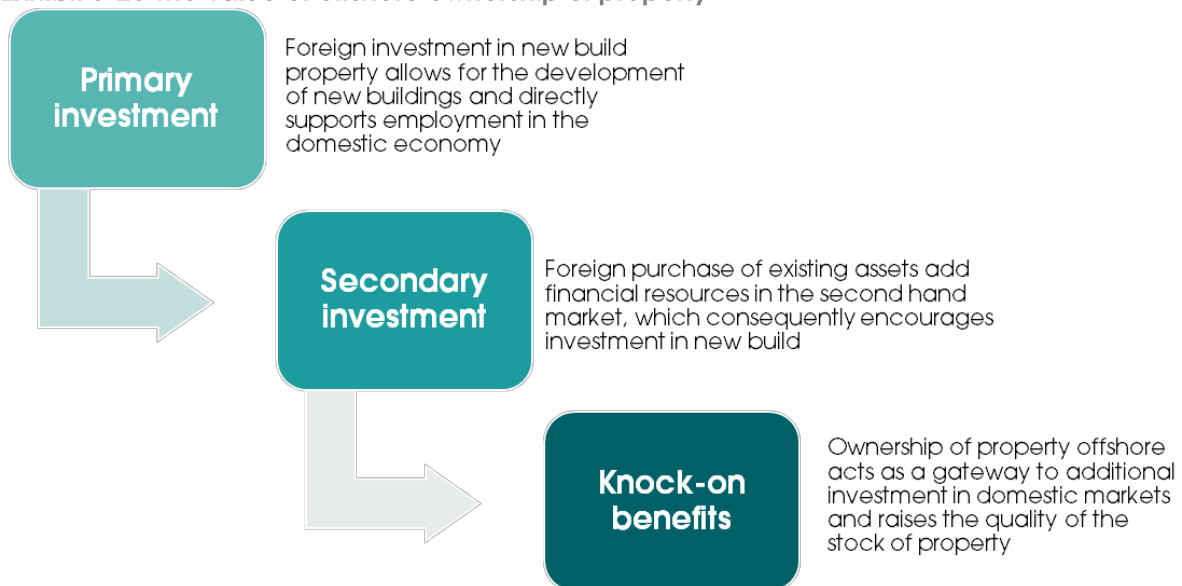 Primary
investment
Foreign investment in new build
property allows for the development
of new buildings and directly
supports employment in the
domestic economy
Secondary
investment
Foreign purchase of existing assets add
financial resources in the second hand
market, which consequently encourages
investment in new build
Knock-on
benefits
Ownership of property offshore
acts as a gateway to additional
investment in domestic markets
and raises the quality of the
stock of property